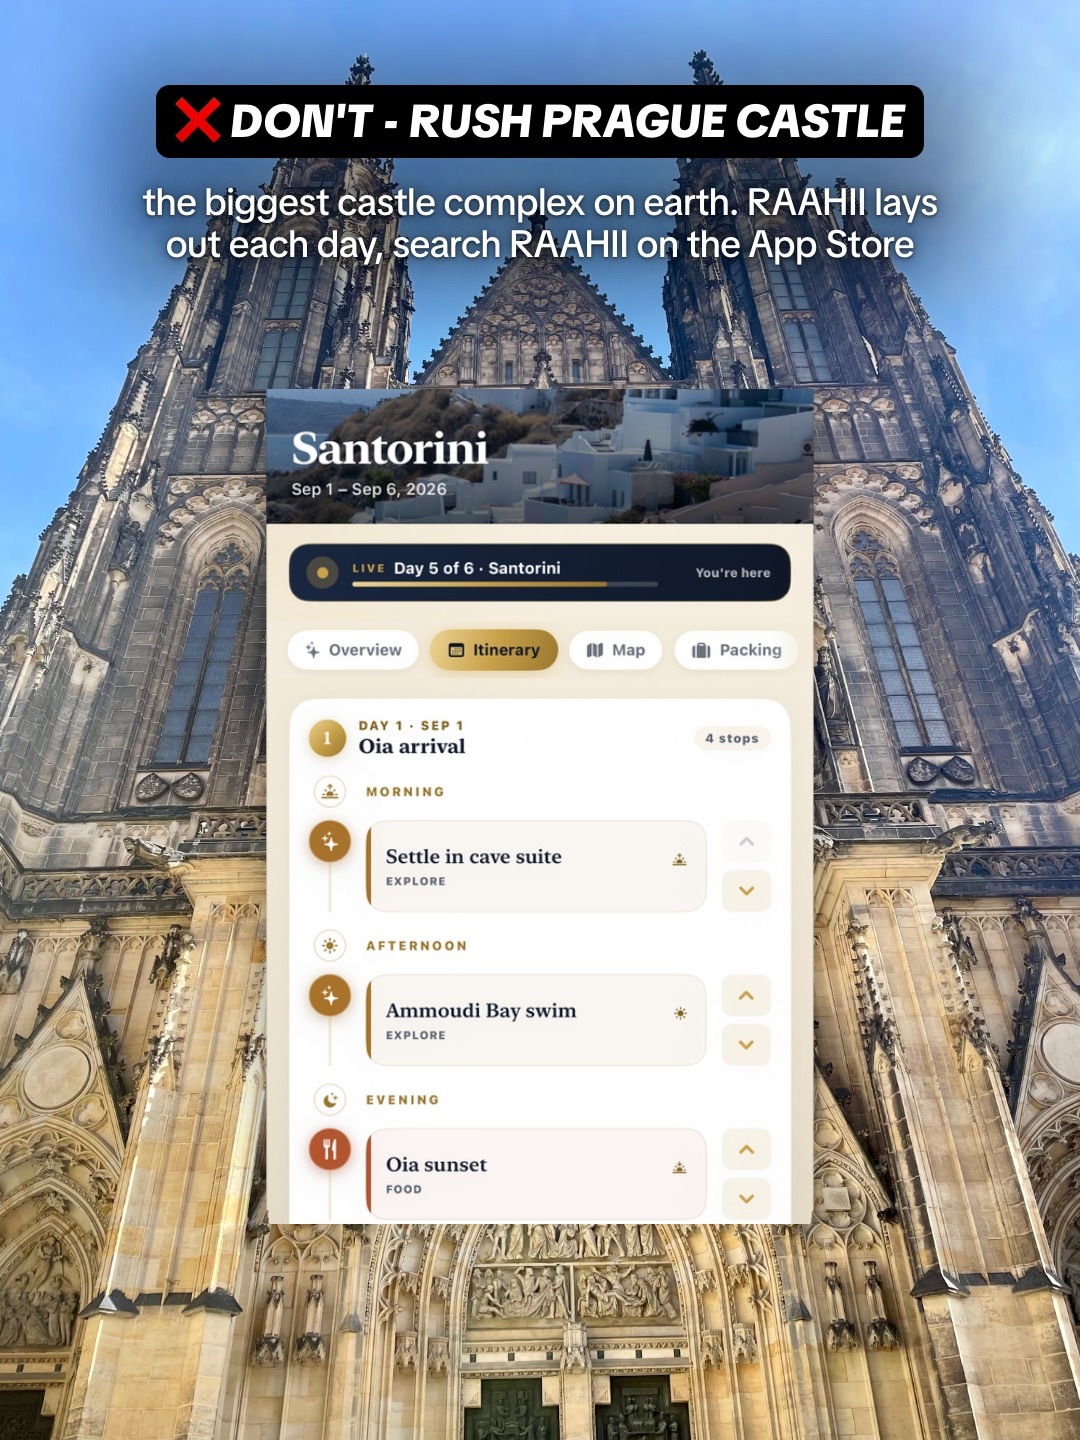 ❌ DON'T - RUSH PRAGUE CASTLE
the biggest castle complex on earth. RAAHII lays
out each day, search RAAHII on the App Store
Santorini
Sep 1 – Sep 6, 2026
LIVE Day 5 of 6 · Santorini
You're here
Overview
Itinerary
Map
Packing
1
DAY 1 · SEP 1
Oia arrival
4 stops
MORNING
Settle in cave suite
EXPLORE
AFTERNOON
Ammoudi Bay swim
EXPLORE
EVENING
Oia sunset
FOOD